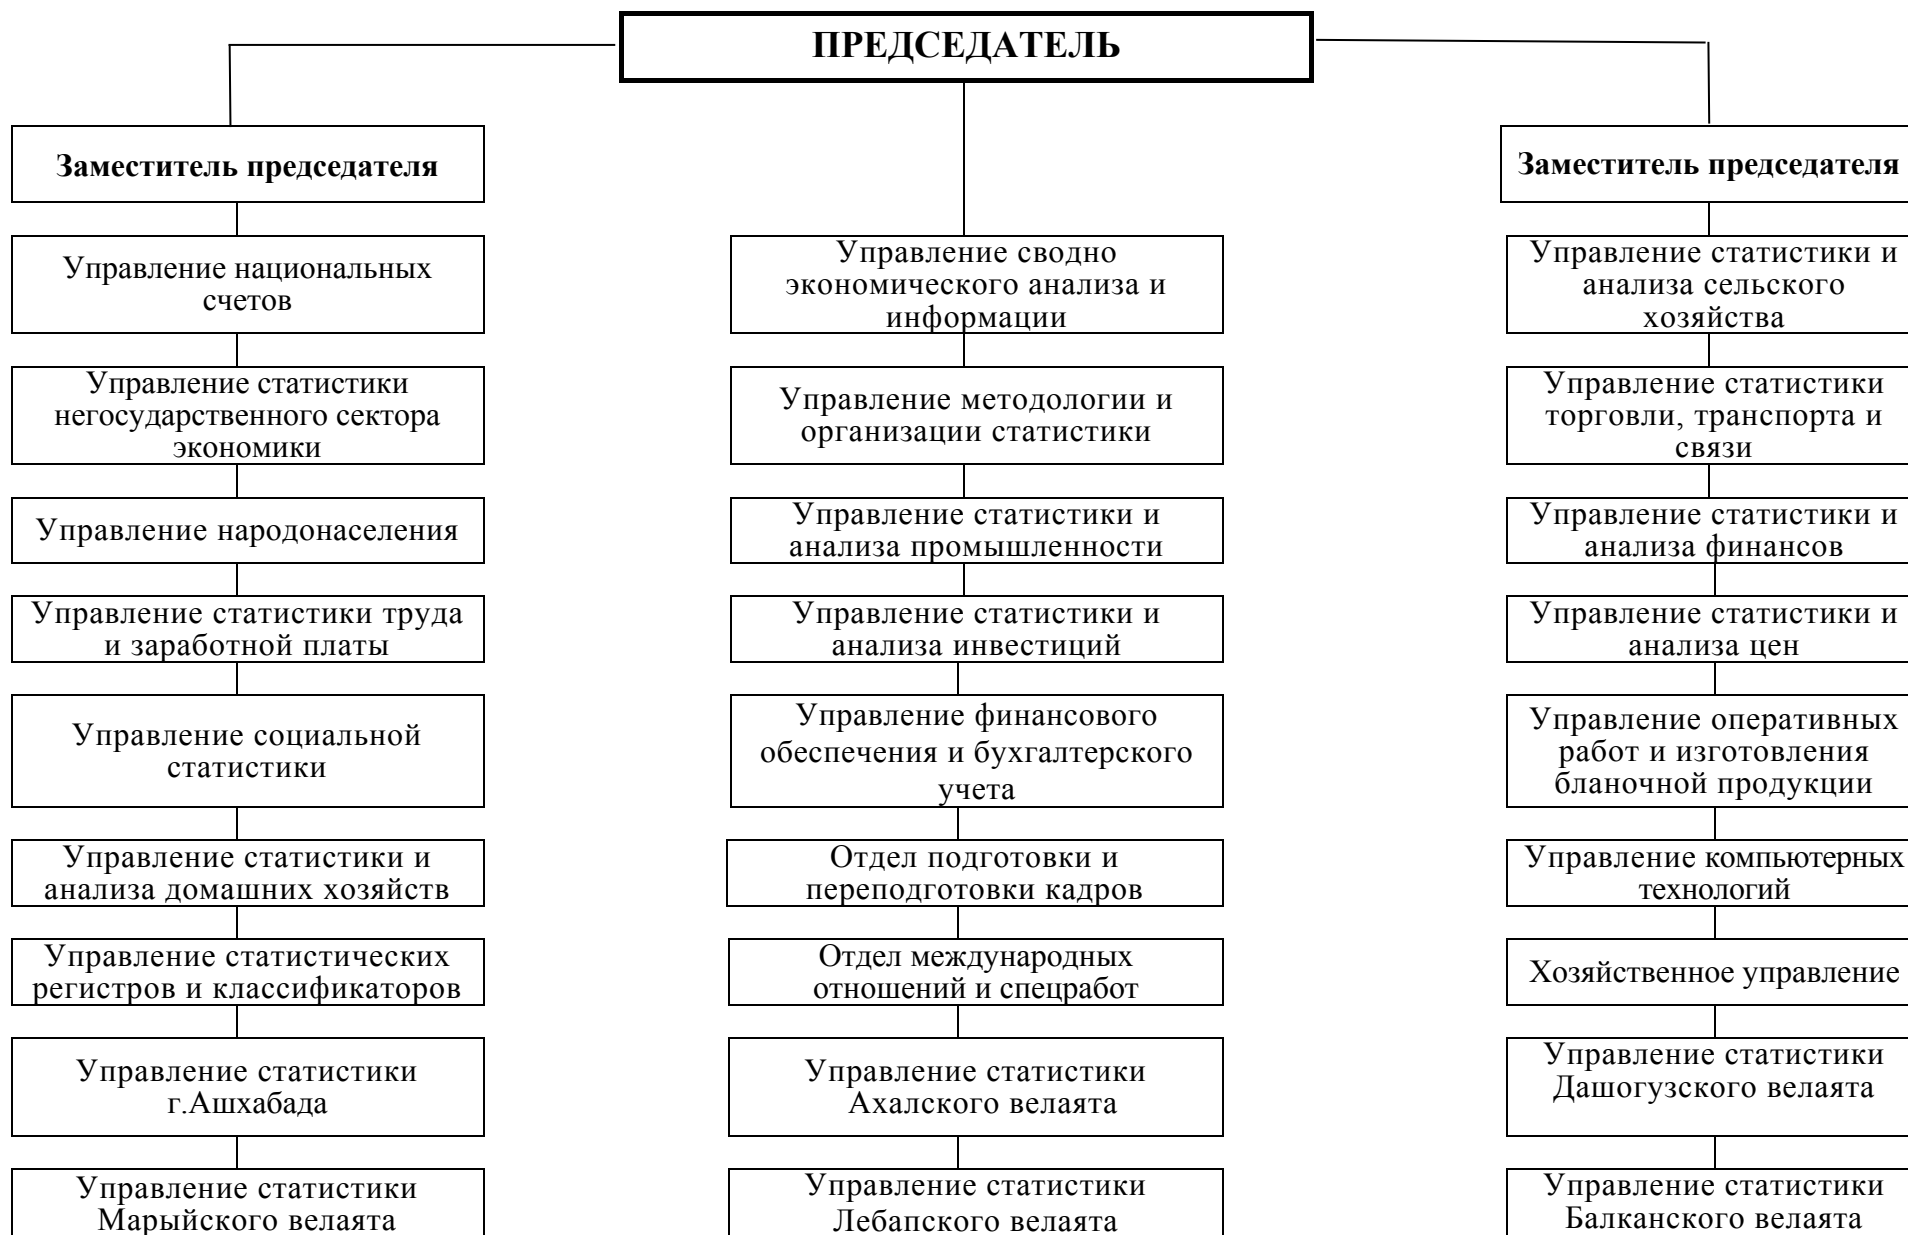 ПРЕДСЕДАТЕЛЬ
Заместитель председателя
Управление национальных
счетов
Управление статистики
негосударственного сектора
экономики
Управление народонаселения
Управление статистики труда
и заработной платы
Управление социальной
статистики
Управление статистики и
анализа домашних хозяйств
Управление статистических
регистров и классификаторов
Управление статистики
г.Ашхабада
Управление статистики
Марыйского велаята
Управление сводно
экономического анализа и
информации
Управление методологии и
организации статистики
Управление статистики и
анализа промышленности
Управление статистики и
анализа инвестиций
Управление финансового
обеспечения и бухгалтерского
учета
Отдел подготовки и
переподготовки кадров
Отдел международных
отношений и спецработ
Управление статистики
Ахалского велаята
Управление статистики
Лебапского велаята
Заместитель председателя
Управление статистики и
анализа сельского
хозяйства
Управление статистики
торговли, транспорта и
связи
Управление статистики и
анализа финансов
Управление статистики и
анализа цен
Управление оперативных
работ и изготовления
бланочной продукции
Управление компьютерных
технологий
Хозяйственное управление
Управление статистики
Дашогузского велаята
Управление статистики
Балканского велаята